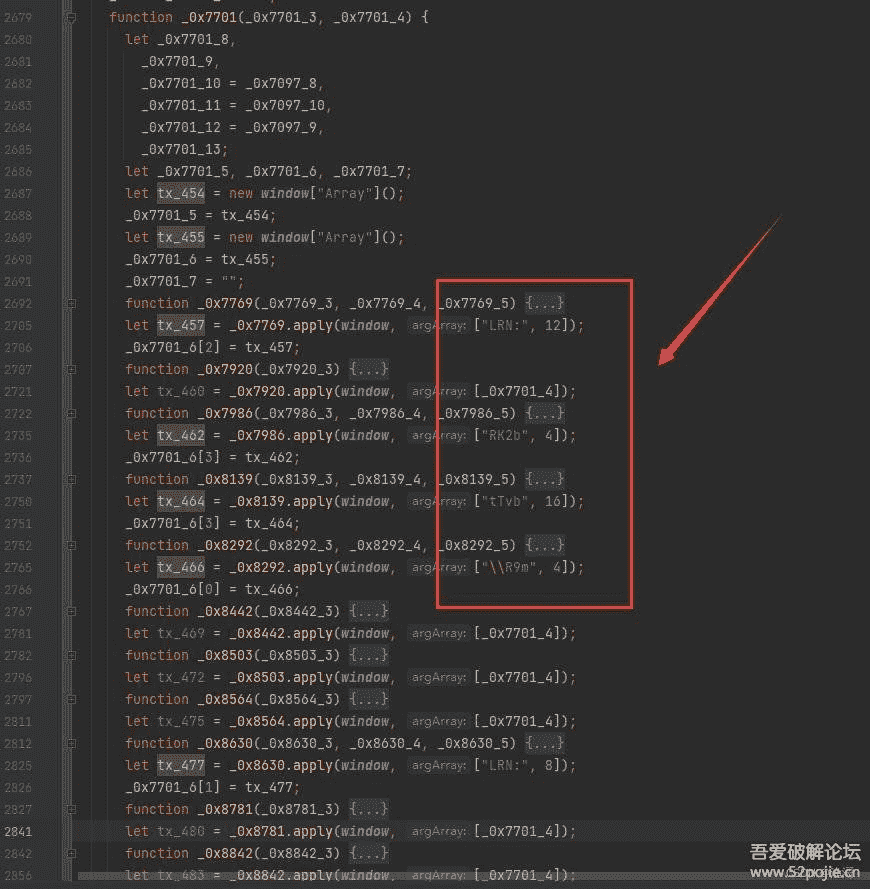 2679 function _0x7701(_0x7701_3, _0x7701_4) {
2680 let _0x7701_8,
2681 _0x7701_9,
2682 _0x7701_10 = _0x7097_8,
2683 _0x7701_11 = _0x7097_10,
2684 _0x7701_12 = _0x7097_9,
2685 _0x7701_13;
2686 let _0x7701_5, _0x7701_6, _0x7701_7;
2687 let tx_454 = new window["Array"]();
2688 _0x7701_5 = tx_454;
2689 let tx_455 = new window["Array"]();
2690 _0x7701_6 = tx_455;
2691 _0x7701_7 = "";
2692 function _0x7769(_0x7769_3, _0x7769_4, _0x7769_5) {...}
2705 let tx_457 = _0x7769.apply(window, argArray: ["LRN:", 12]);
2706 _0x7701_6[2] = tx_457;
2707 function _0x7920(_0x7920_3) {...}
2721 let tx_460 = _0x7920.apply(window, argArray: [_0x7701_4]);
2722 function _0x7986(_0x7986_3, _0x7986_4, _0x7986_5) {...}
2735 let tx_462 = _0x7986.apply(window, argArray: ["RK2b", 4]);
2736 _0x7701_6[3] = tx_462;
2737 function _0x8139(_0x8139_3, _0x8139_4, _0x8139_5) {...}
2750 let tx_464 = _0x8139.apply(window, argArray: ["tTvb", 16]);
2751 _0x7701_6[3] = tx_464;
2752 function _0x8292(_0x8292_3, _0x8292_4, _0x8292_5) {...}
2765 let tx_466 = _0x8292.apply(window, argArray: ["\\R9m", 4]);
2766 _0x7701_6[0] = tx_466;
2767 function _0x8442(_0x8442_3) {...}
2781 let tx_469 = _0x8442.apply(window, argArray: [_0x7701_4]);
2782 function _0x8503(_0x8503_3) {...}
2796 let tx_472 = _0x8503.apply(window, argArray: [_0x7701_4]);
2797 function _0x8564(_0x8564_3) {...}
2811 let tx_475 = _0x8564.apply(window, argArray: [_0x7701_4]);
2812 function _0x8630(_0x8630_3, _0x8630_4, _0x8630_5) {...}
2825 let tx_477 = _0x8630.apply(window, argArray: ["LRN:", 8]);
2826 _0x7701_6[1] = tx_477;
2827 function _0x8781(_0x8781_3) {...}
2841 let tx_480 = _0x8781.apply(window, argArray: [_0x7701_4]);
2842 function _0x8842(_0x8842_3) {...}
2856 let tx_483 = _0x8842.apply(window, argArray: [_0x7701_4]);
吾爱破解论坛
www.52pojie.cn